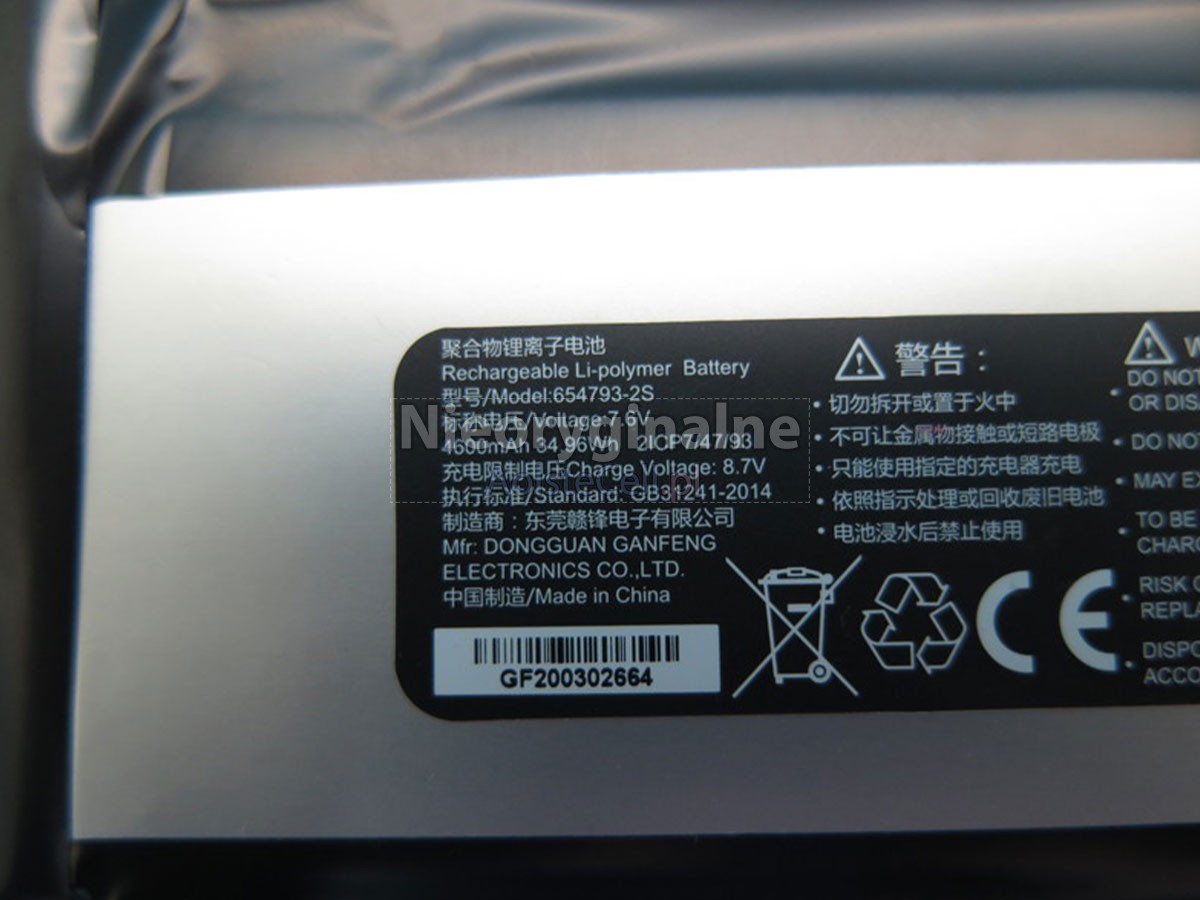 聚合物锂离子电池
Rechargeable Li-polymer Battery
型号/Model:654793-2S
标称电压/Voltage:7.6V
4600mAh 34.96Wh 2ICP7/47/93
充电限制电压Charge Voltage: 8.7V
执行标准/Standard: GB31241-2014
制造商：东莞赣锋电子有限公司
Mfr: DONGGUAN GANFENG
ELECTRONICS CO.,LTD.
中国制造/Made in China
GF200302664
警告：
• 切勿拆开或置于火中
• 不可让金属物接触或短路电极
• 只能使用指定的充电器充电
• 依照指示处理或回收废旧电池
• 电池浸水后禁止使用
CE
W
• DO NOT
OR DIS
• DO NO
• MAY EX
• TO BE
CHARG
• RISK O
REPLA
• DISPO
ACCO
Nieoryginalne